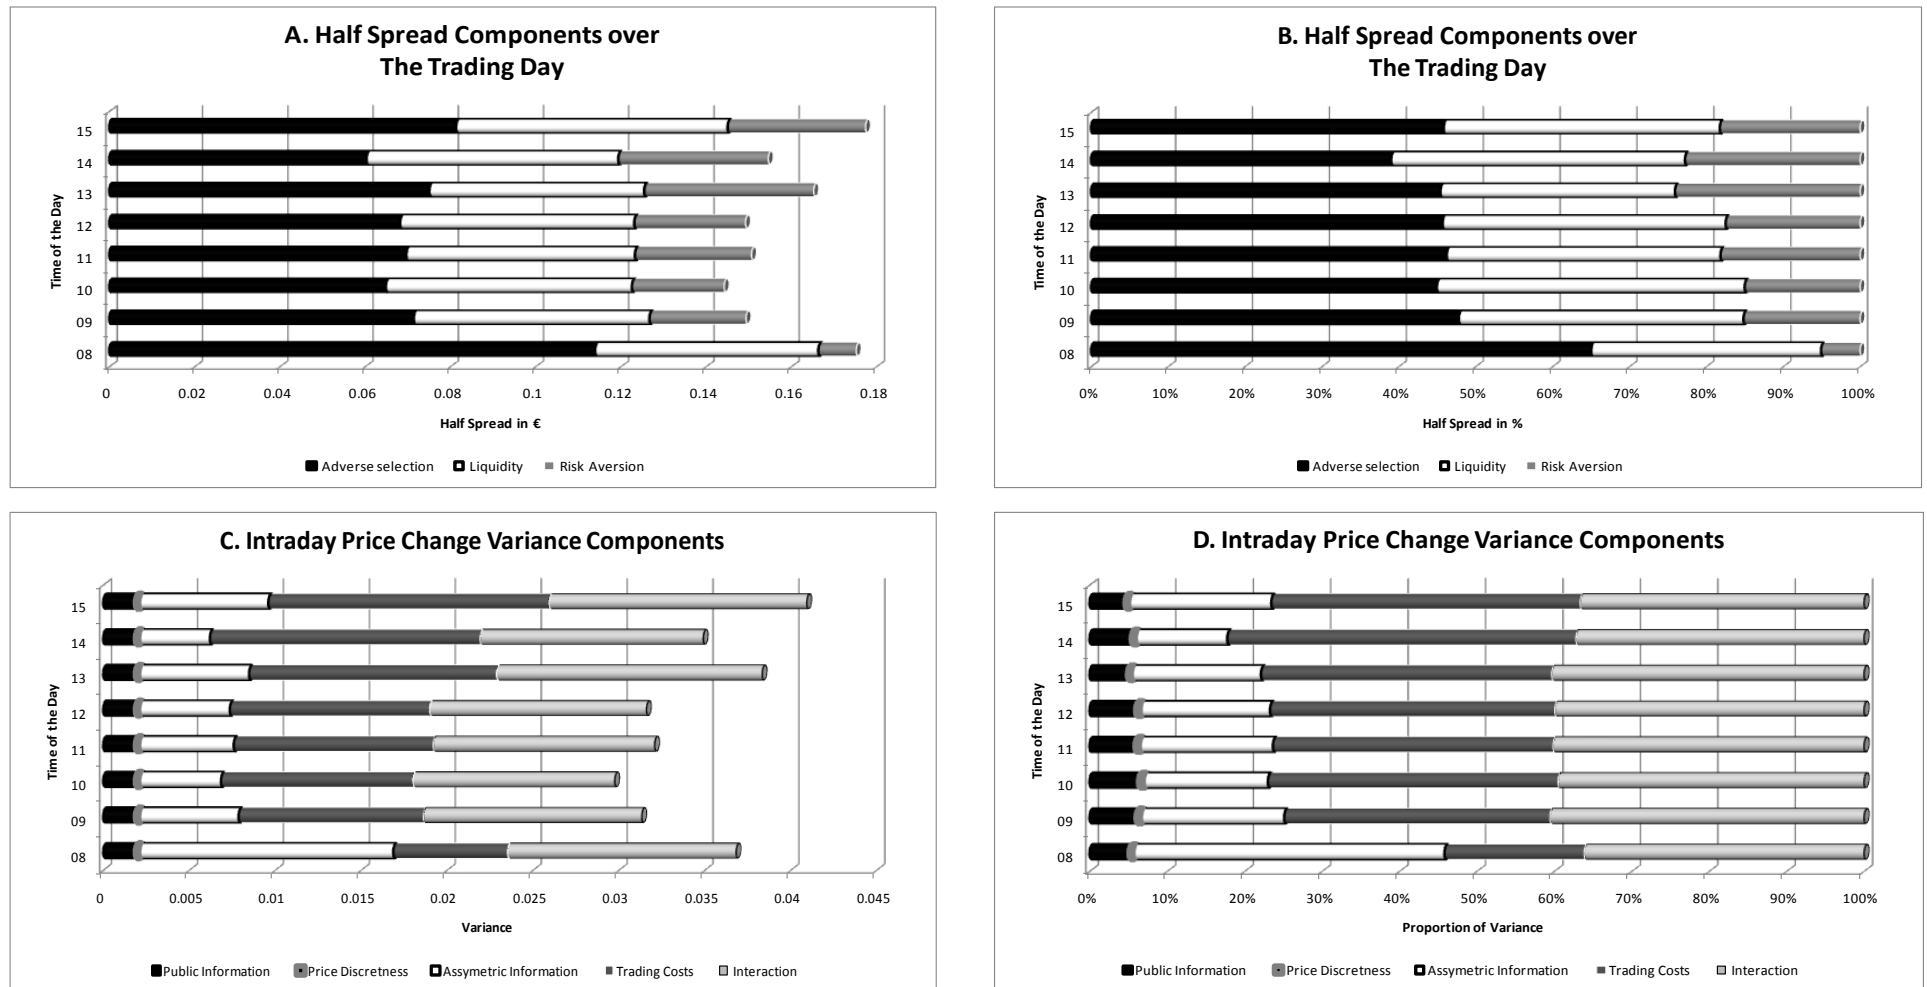 A. Half Spread Components over
The Trading Day
Time of the Day
15
14
13
12
11
10
09
08
0 0.02 0.04 0.06 0.08 0.1 0.12 0.14 0.16 0.18
Half Spread in €
Adverse selection Liquidity Risk Aversion
B. Half Spread Components over
The Trading Day
Time of the Day
15
14
13
12
11
10
09
08
0% 10% 20% 30% 40% 50% 60% 70% 80% 90% 100%
Half Spread in %
Adverse selection Liquidity Risk Aversion
C. Intraday Price Change Variance Components
Time of the Day
15
14
13
12
11
10
09
08
0 0.005 0.01 0.015 0.02 0.025 0.03 0.035 0.04 0.045
Variance
Public Information Price Discretness Assymetric Information Trading Costs Interaction
D. Intraday Price Change Variance Components
Time of the Day
15
14
13
12
11
10
09
08
0% 10% 20% 30% 40% 50% 60% 70% 80% 90% 100%
Proportion of Variance
Public Information Price Discretness Assymetric Information Trading Costs Interaction